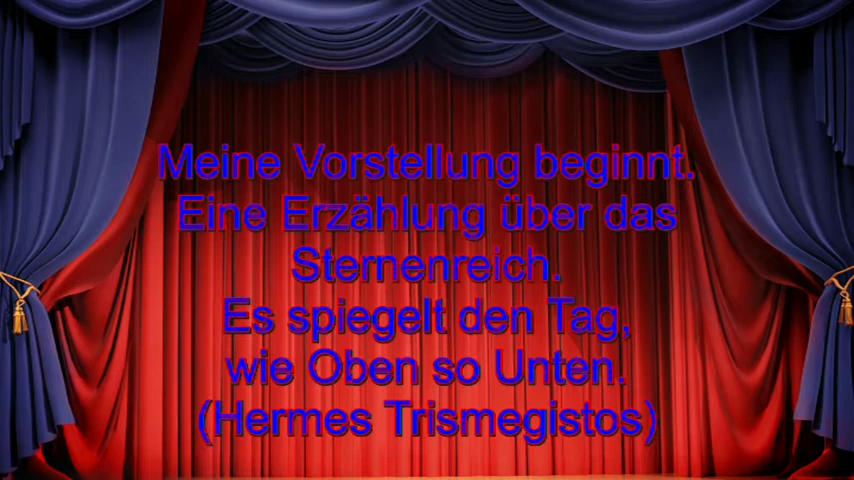 Meine Vorstellung beginnt.
Eine Erzählung über das
Sternenreich.
Es spiegelt den Tag,
wie Oben so Unten.
(Hermes Trismegistos)